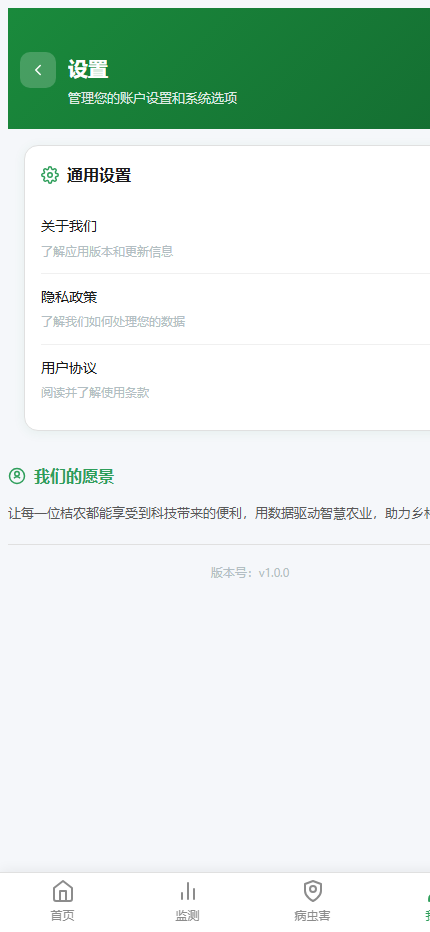 设置
管理您的账户设置和系统选项
通用设置
关于我们
了解应用版本和更新信息
隐私政策
了解我们如何处理您的数据
用户协议
阅读并了解使用条款
我们的愿景
让每一位桔农都能享受到科技带来的便利，用数据驱动智慧农业，助力乡
版本号：v1.0.0
首页
监测
病虫害